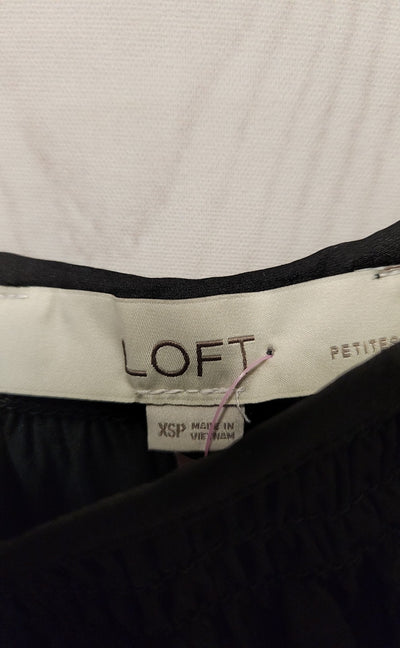 LOFT
PETITES
XSP MADE IN
VIETNAM